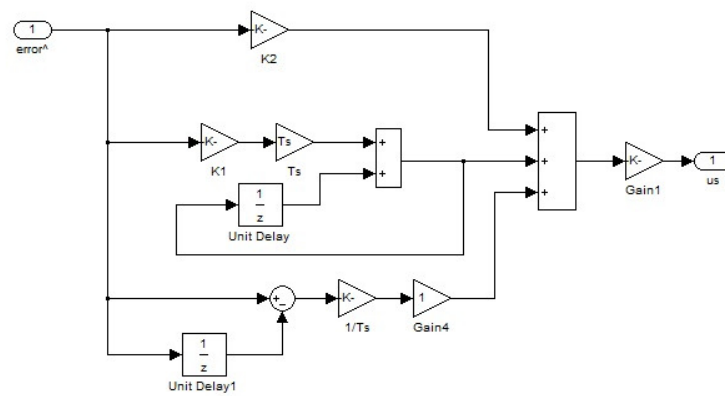 1
error^
K-
K2
+
K-
K1
Ts
Ts
+
+
+
+
K-
Gain1
1
us
1
z
Unit Delay
+
−
K-
1/Ts
1
Gain4
1
z
Unit Delay1